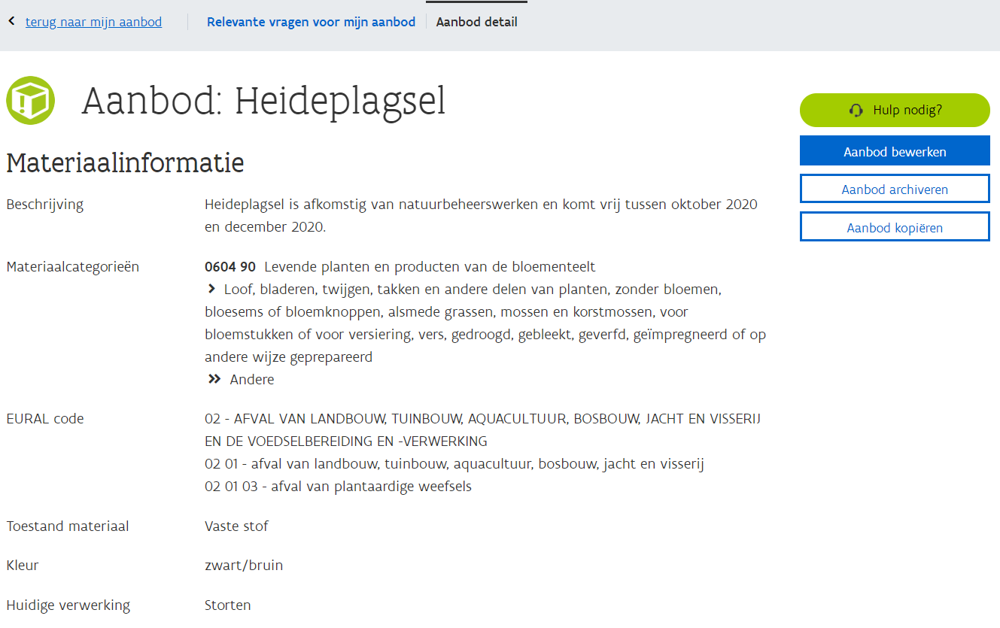 terug naar mijn aanbod
Relevante vragen voor mijn aanbod
Aanbod detail
Aanbod: Heideplagsel
Hulp nodig?
Aanbod bewerken
Aanbod archiveren
Aanbod kopiëren
Materiaalinformatie
Beschrijving
Heideplagsel is afkomstig van natuurbeheerswerken en komt vrij tussen oktober 2020
en december 2020.
Materiaalcategorieën
0604 90 Levende planten en producten van de bloementeelt
Loof, bladeren, twijgen, takken en andere delen van planten, zonder bloemen,
bloesems of bloemknoppen, alsmede grassen, mossen en korstmossen, voor
bloemstukken of voor versiering, vers, gedroogd, gebleekt, geverfd, geïmpregneerd of op
andere wijze geprepareerd
Andere
EURAL code
02 - AFVAL VAN LANDBOUW, TUINBOUW, AQUACULTUUR, BOSBOUW, JACHT EN VISSERIJ
EN DE VOEDSELBEREIDING EN -VERWERKING
02 01 - afval van landbouw, tuinbouw, aquacultuur, bosbouw, jacht en visserij
02 01 03 - afval van plantaardige weefsels
Toestand materiaal
Vaste stof
Kleur
zwart/bruin
Huidige verwerking
Storten